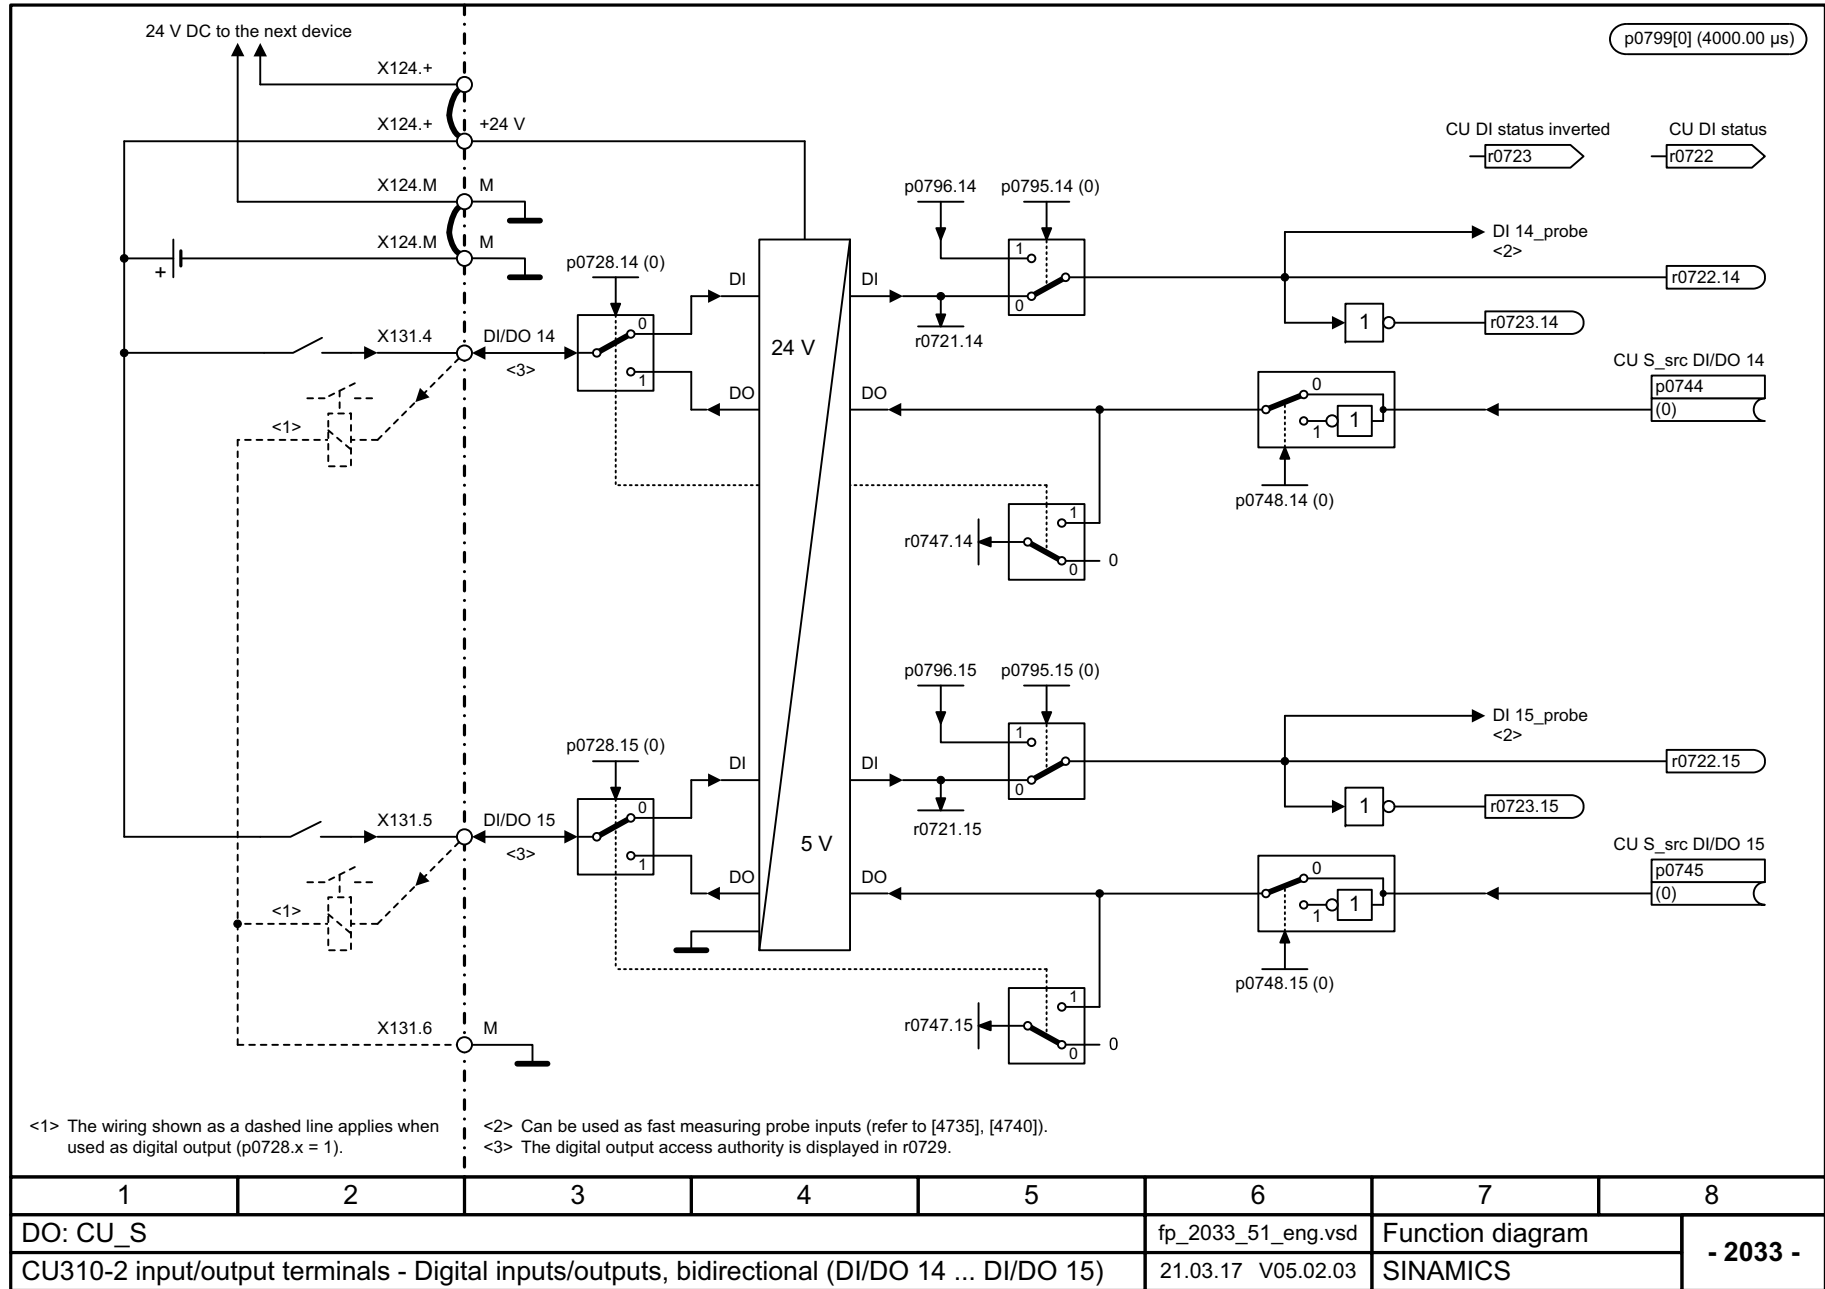 24 V DC to the next device
p0799[0] (4000.00 µs)
X124.+
X124.+ +24 V
CU DI status inverted
r0723
CU DI status
r0722
X124.M M
X124.M M
+
p0796.14 p0795.14 (0)
1
0
DI 14_probe
<2>
r0722.14
1
r0723.14
r0721.14
p0728.14 (0)
0
1
DI DI
X131.4 DI/DO 14
<3>
24 V
DO DO
CU S_src DI/DO 14
p0744
(0)
0
1
1
p0748.14 (0)
<1>
1
r0747.14
0 0
p0796.15 p0795.15 (0)
1
0
DI 15_probe
<2>
r0722.15
1
r0723.15
r0721.15
p0728.15 (0)
0
1
DI DI
X131.5 DI/DO 15
<3>
5 V
DO DO
CU S_src DI/DO 15
p0745
(0)
0
1
1
p0748.15 (0)
<1>
1
r0747.15
0 0
X131.6 M
<1> The wiring shown as a dashed line applies when
used as digital output (p0728.x = 1).
<2> Can be used as fast measuring probe inputs (refer to [4735], [4740]).
<3> The digital output access authority is displayed in r0729.
1 2 3 4 5 6 7 8
DO: CU_S
fp_2033_51_eng.vsd
Function diagram
- 2033 -
CU310-2 input/output terminals - Digital inputs/outputs, bidirectional (DI/DO 14 ... DI/DO 15)
21.03.17 V05.02.03
SINAMICS